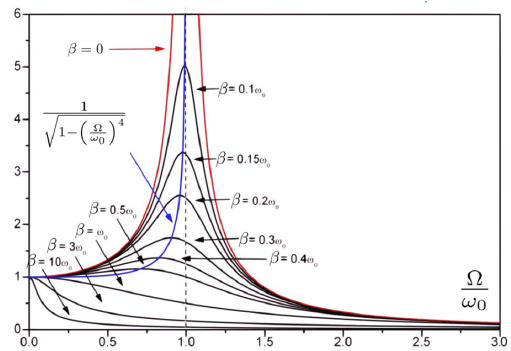 6
5
4
3
2
1
0
β = 0
1
√1−(Ω/ω₀)⁴
β= 0.1ω₀
β= 0.15ω₀
β= 0.2ω₀
β= 0.3ω₀
β= 0.4ω₀
β= 0.5ω₀
β= ω₀
β= 3ω₀
β= 10ω₀
Ω
ω₀
0.0 0.5 1.0 1.5 2.0 2.5 3.0